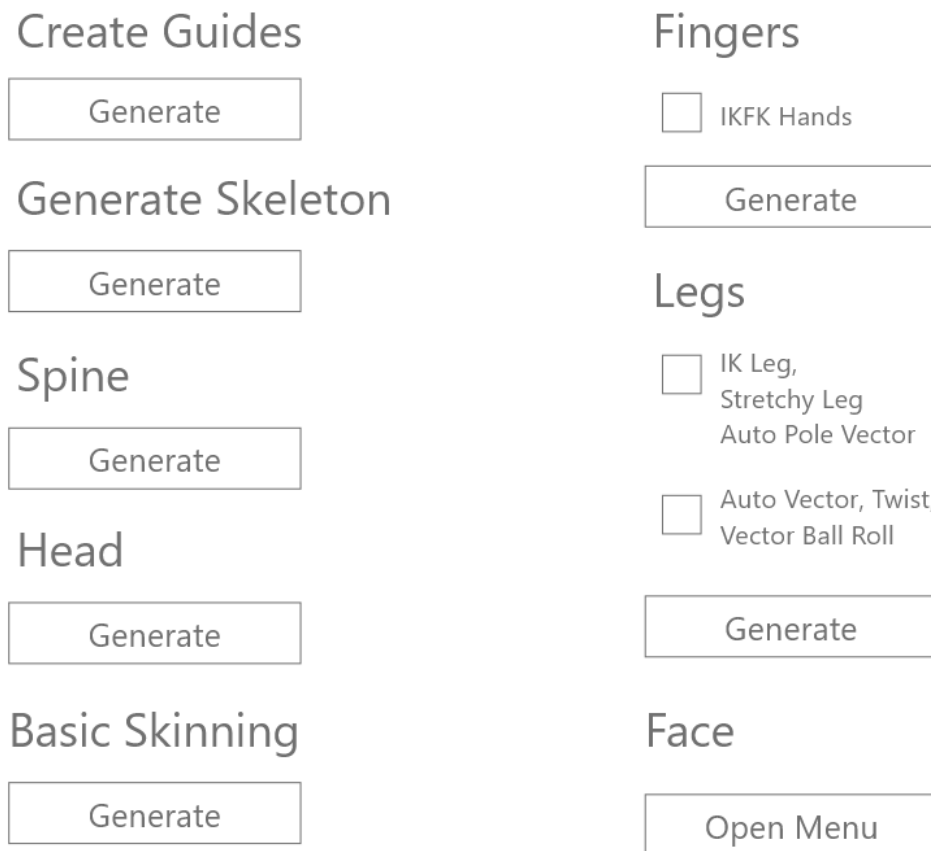 Create Guides
Generate
Generate Skeleton
Generate
Spine
Generate
Head
Generate
Basic Skinning
Generate
Fingers
IKFK Hands
Generate
Legs
IK Leg,
Stretchy Leg
Auto Pole Vector
Auto Vector, Twist,
Vector Ball Roll
Generate
Face
Open Menu